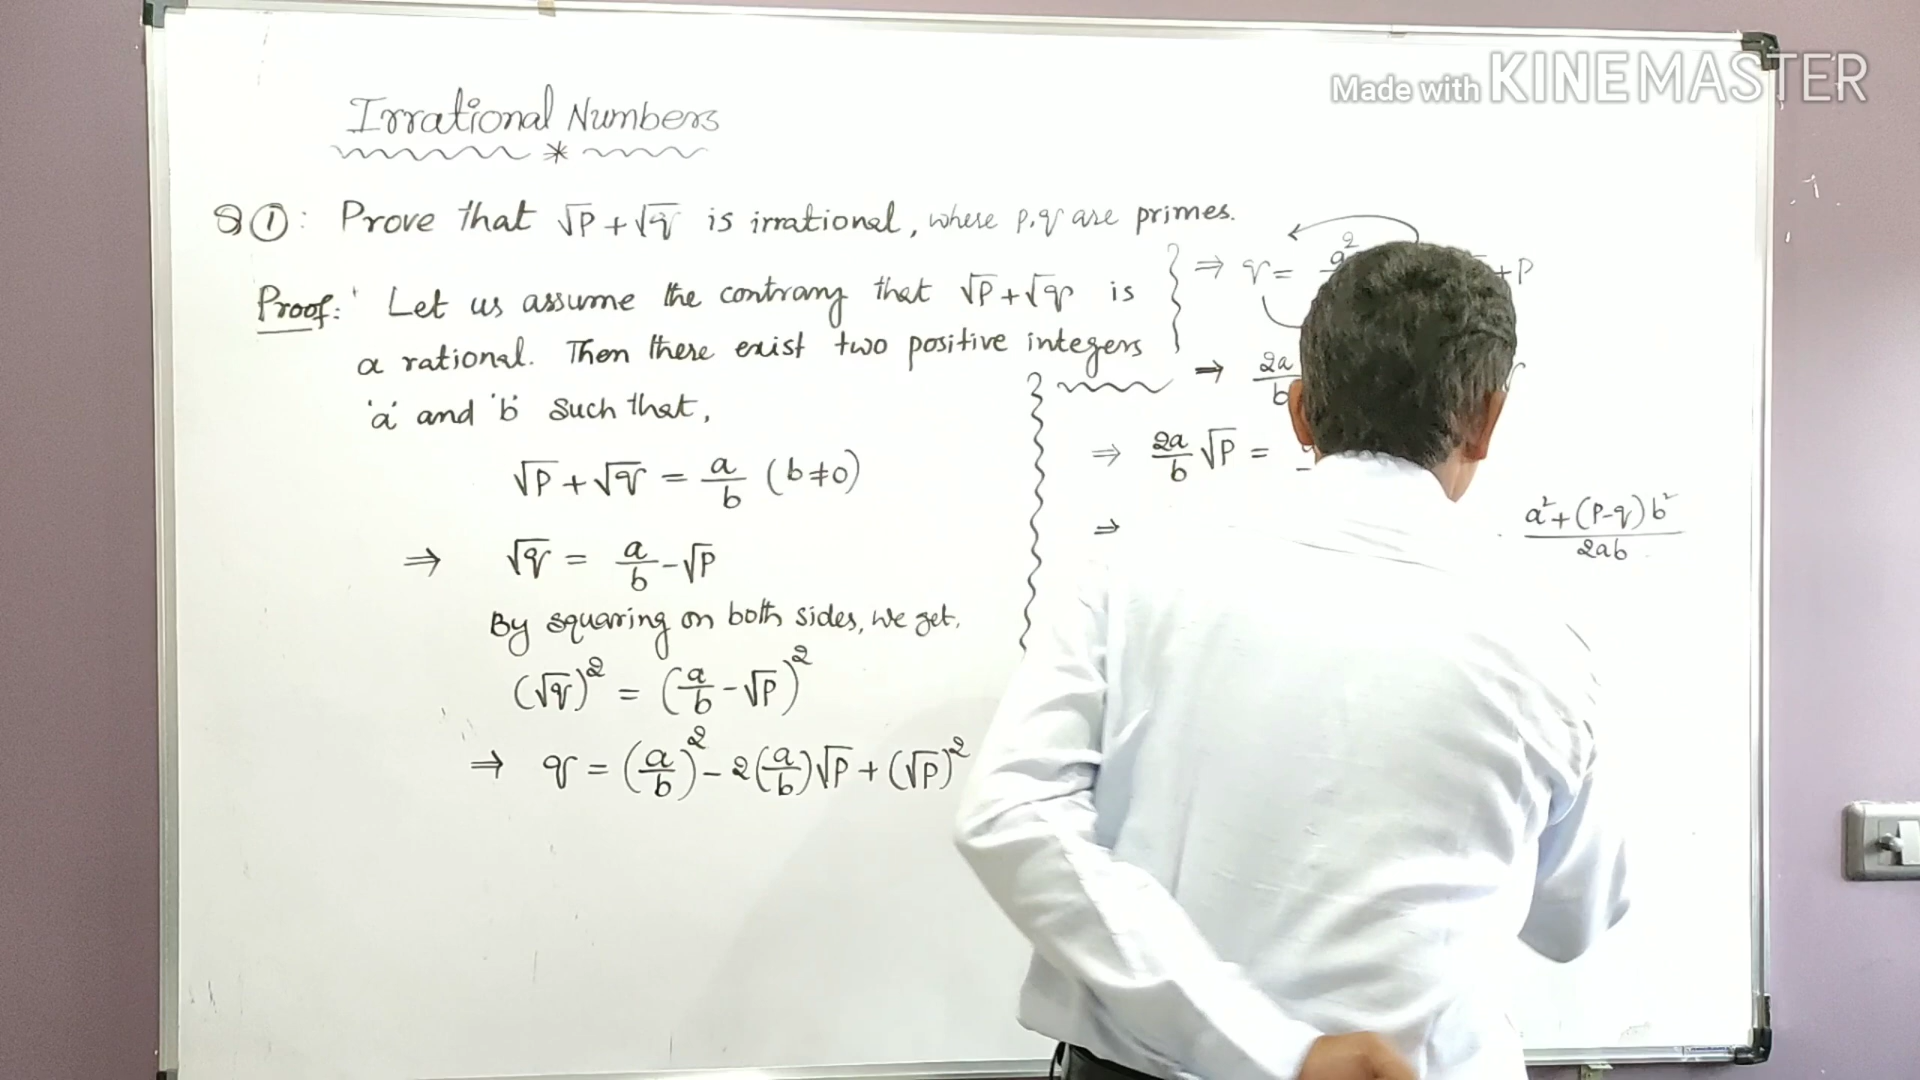 Made with KINEMASTER
Irrational Numbers
Q①: Prove that √p + √q is irrational, where p, q are primes.
Proof: Let us assume the contrary that √p + √q is
a rational. Then there exist two positive integers
'a' and 'b' such that,
√p + √q = a/b (b≠0)
⇒ √q = a/b - √p
By squaring on both sides, we get,
(√q)² = (a/b - √p)²
⇒ q = (a/b)² - 2(a/b)√p + (√p)²
⇒ q = a² + p
⇒ 2a/b
⇒ 2a/b √p =
⇒ a² + (p-q)b² / 2ab